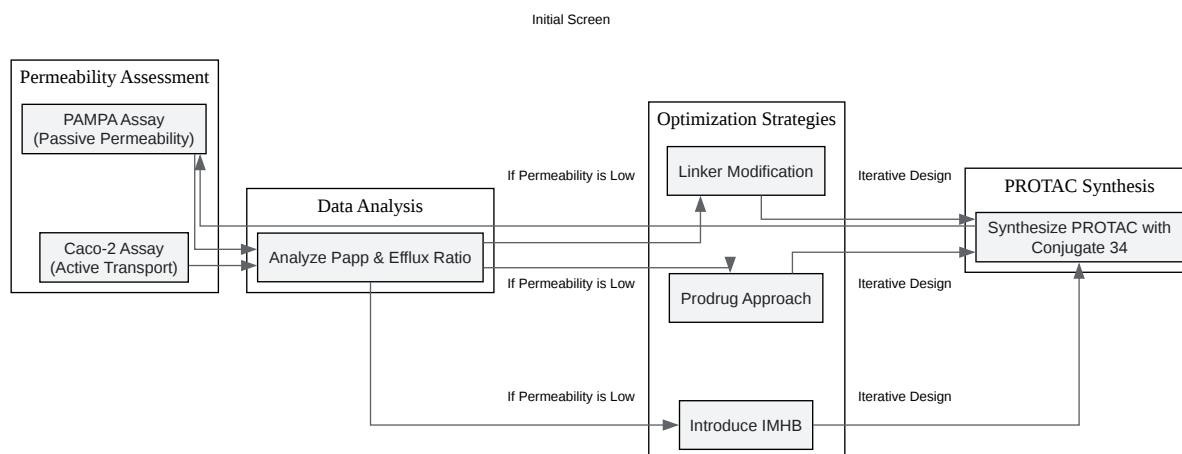 Initial Screen
Permeability Assessment
PAMPA Assay
(Passive Permeability)
Caco-2 Assay
(Active Transport)
Data Analysis
Analyze Papp & Efflux Ratio
If Permeability is Low
If Permeability is Low
If Permeability is Low
Optimization Strategies
Linker Modification
Prodrug Approach
Introduce IMHB
Iterative Design
Iterative Design
Iterative Design
PROTAC Synthesis
Synthesize PROTAC with
Conjugate 34